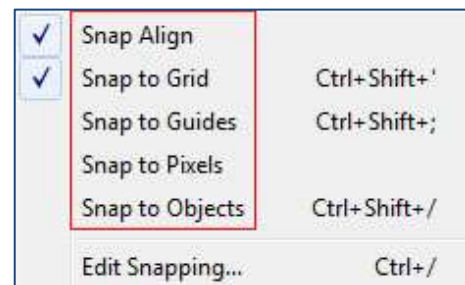 Snap Align
Snap to Grid Ctrl+Shift+'
Snap to Guides Ctrl+Shift+;
Snap to Pixels
Snap to Objects Ctrl+Shift+/
Edit Snapping... Ctrl+/